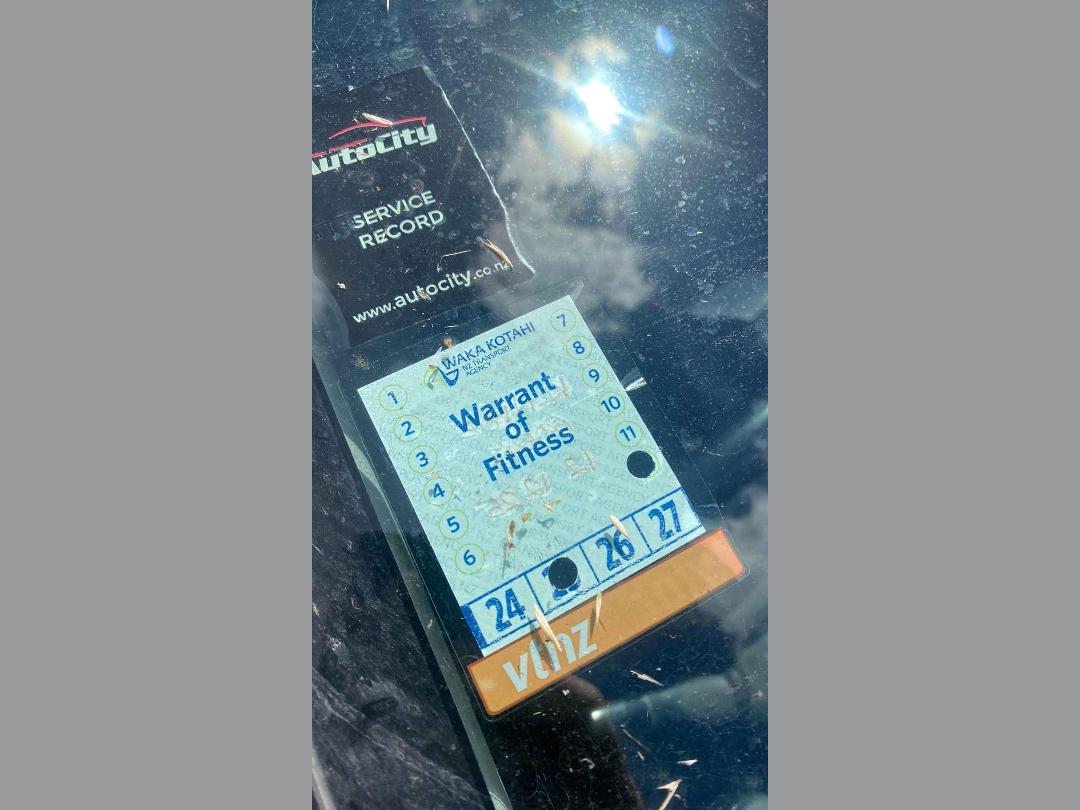 AutoCity
SERVICE
RECORD
www.autocity.co.nz
WAKA KOTAHI
NZ TRANSPORT
AGENCY
Warrant
of
Fitness
1
2
3
4
5
6
7
8
9
10
11
24 26 27
vtnz